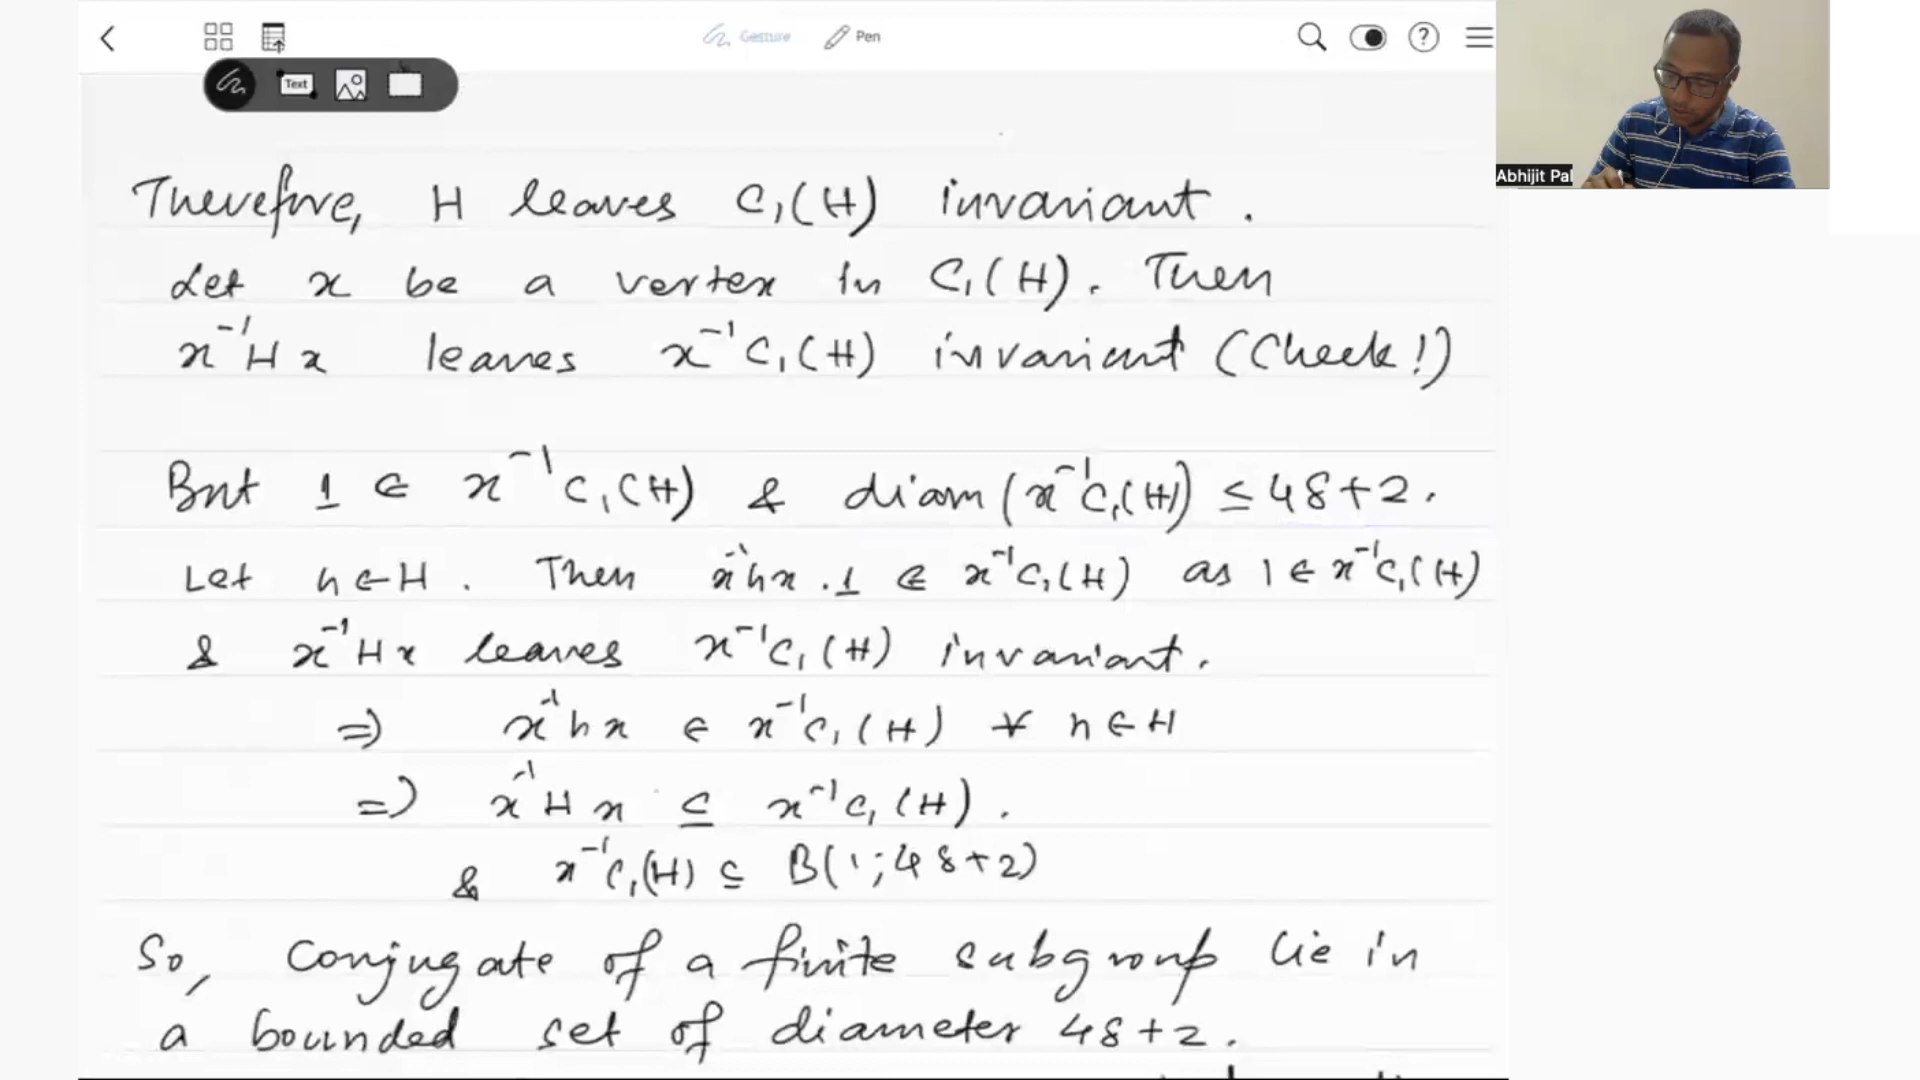 Gesture Pen
Text
Abhijit Pal
Therefore, H leaves C₁(H) invariant.
Let x be a vertex in C₁(H). Then
x⁻¹Hx leaves x⁻¹C₁(H) invariant (Check!)
But 1 ∈ x⁻¹C₁(H) & diam(x⁻¹C₁(H)) ≤ 4δ+2.
Let h∈H. Then x⁻¹hx.1 ∈ x⁻¹C₁(H) as 1 ∈ x⁻¹C₁(H)
& x⁻¹Hx leaves x⁻¹C₁(H) invariant.
⇒ x⁻¹hx ∈ x⁻¹C₁(H) ∀ h∈H
⇒ x⁻¹Hx ⊆ x⁻¹C₁(H).
& x⁻¹C₁(H) ⊆ B(1;4δ+2)
So, Conjugate of a finite subgroup lie in
a bounded set of diameter 4δ+2.